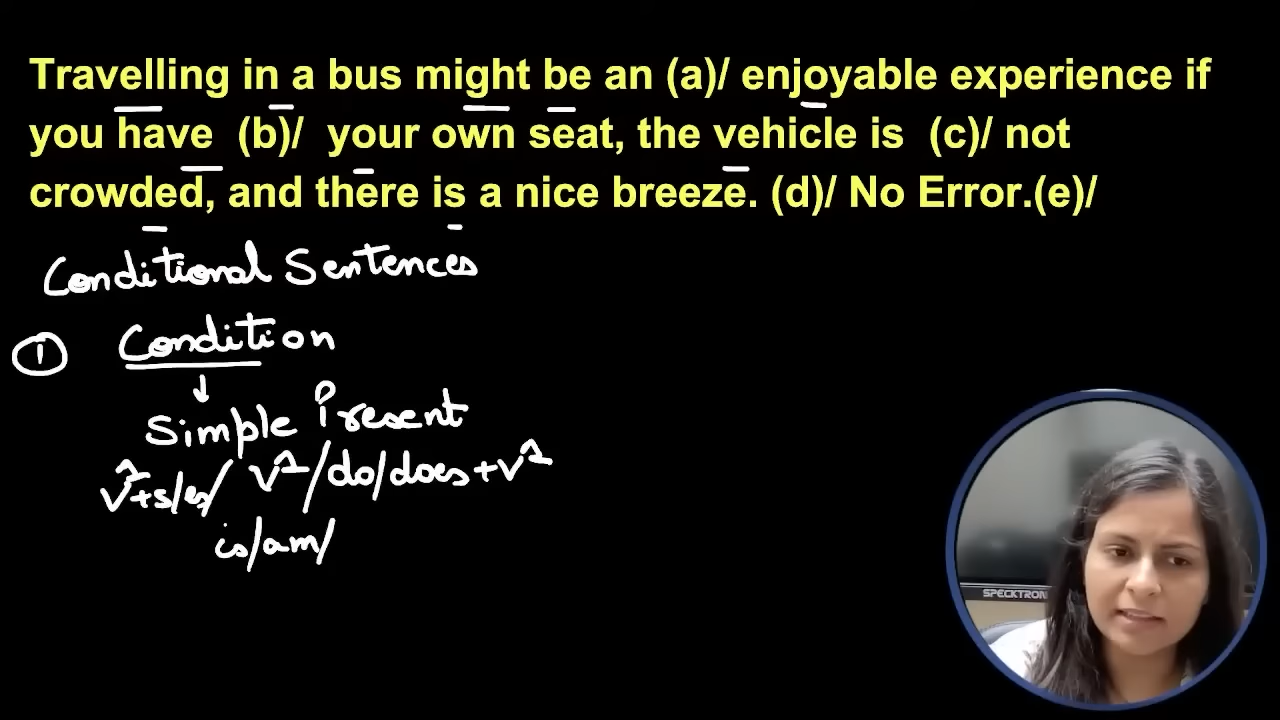 Travelling in a bus might be an (a)/ enjoyable experience if
you have (b)/ your own seat, the vehicle is (c)/ not
crowded, and there is a nice breeze. (d)/ No Error.(e)/
Conditional Sentences
1 Condition
↓
Simple Present
V1+s/es/ V1/do/does+V1
is/am/
SPECKTRON